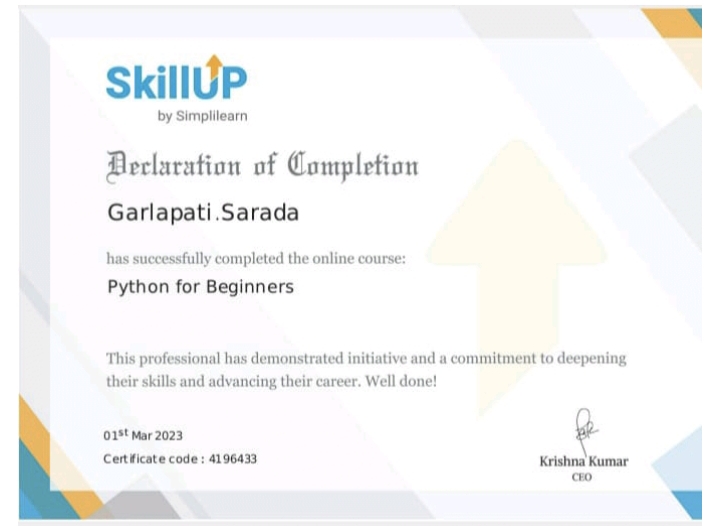 SkillUP
by Simplilearn
Declaration of Completion
Garlapati.Sarada
has successfully completed the online course:
Python for Beginners
This professional has demonstrated initiative and a commitment to deepening
their skills and advancing their career. Well done!
01st Mar 2023
Certificate code : 4196433
Krishna Kumar
CEO